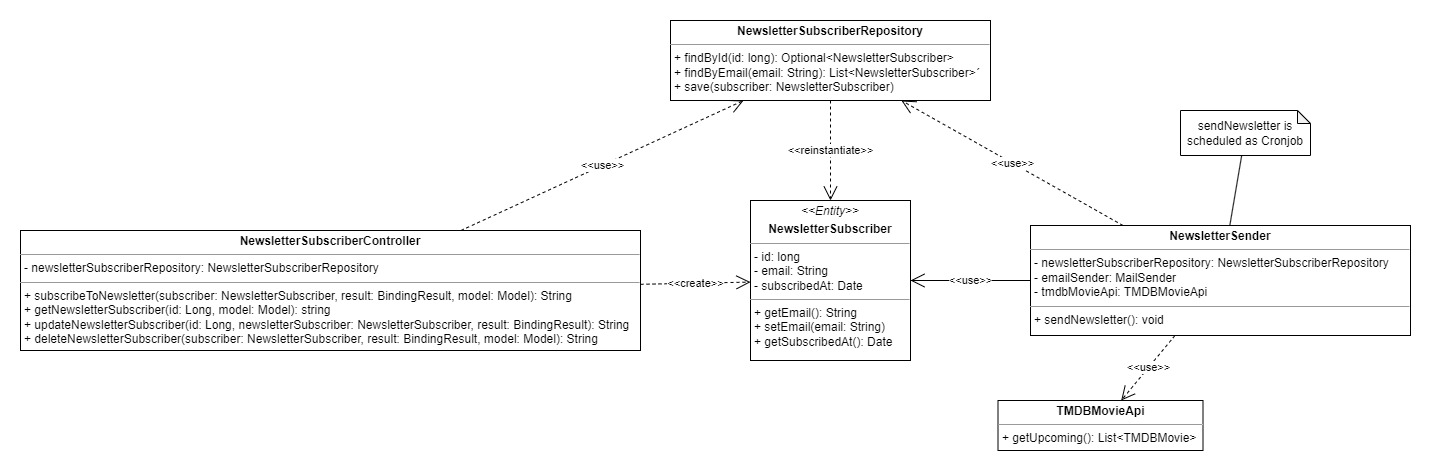 NewsletterSubscriberRepository
+ findById(id: long): Optional<NewsletterSubscriber>
+ findByEmail(email: String): List<NewsletterSubscriber>´
+ save(subscriber: NewsletterSubscriber)
sendNewsletter is
scheduled as Cronjob
<<reinstantiate>>
<<use>>
<<use>>
<<Entity>>
NewsletterSubscriber
- id: long
- email: String
- subscribedAt: Date
+ getEmail(): String
+ setEmail(email: String)
+ getSubscribedAt(): Date
NewsletterSubscriberController
- newsletterSubscriberRepository: NewsletterSubscriberRepository
+ subscribeToNewsletter(subscriber: NewsletterSubscriber, result: BindingResult, model: Model): String
+ getNewsletterSubscriber(id: Long, model: Model): string
+ updateNewsletterSubscriber(id: Long, newsletterSubscriber: NewsletterSubscriber, result: BindingResult): String
+ deleteNewsletterSubscriber(subscriber: NewsletterSubscriber, result: BindingResult, model: Model): String
<<create>>
<<use>>
NewsletterSender
- newsletterSubscriberRepository: NewsletterSubscriberRepository
- emailSender: MailSender
- tmdbMovieApi: TMDBMovieApi
+ sendNewsletter(): void
<<use>>
TMDBMovieApi
+ getUpcoming(): List<TMDBMovie>